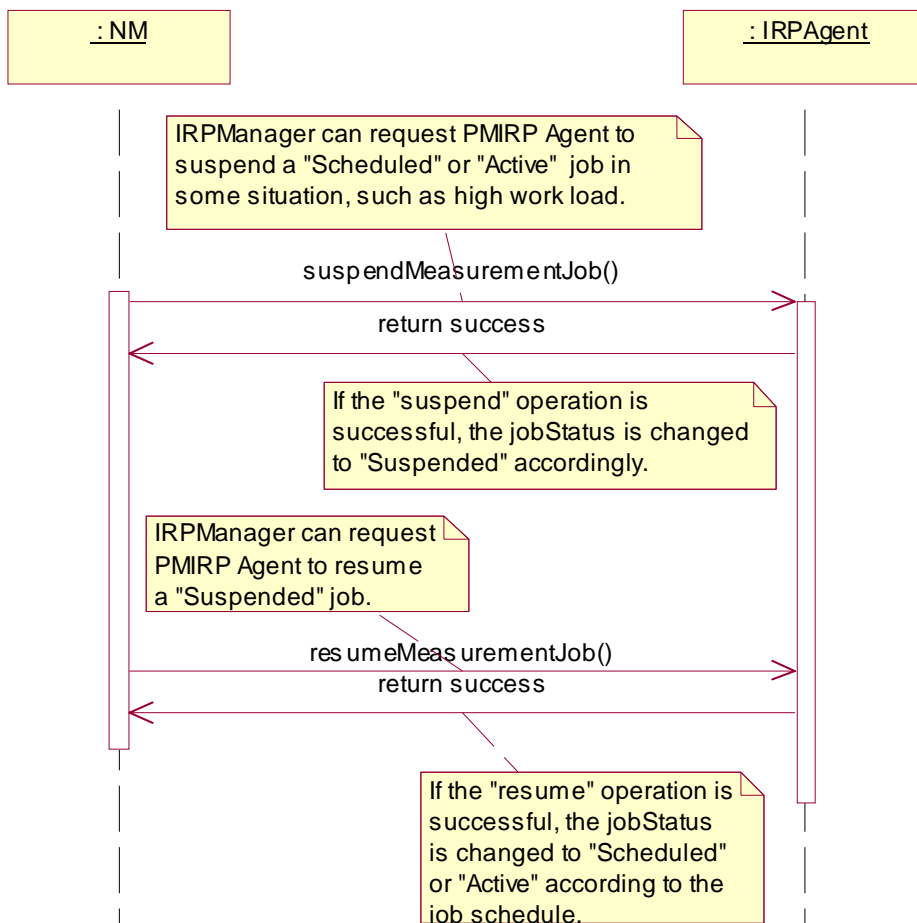 : NM
: IRPAgent
IRPManager can request PMIRP Agent to
suspend a "Scheduled" or "Active" job in
some situation, such as high work load.
suspendMeasurementJob()
return success
If the "suspend" operation is
successful, the jobStatus is changed
to "Suspended" accordingly.
IRPManager can request
PMIRP Agent to resume
a "Suspended" job.
resumeMeasurementJob()
return success
If the "resume" operation is
successful, the jobStatus
is changed to "Scheduled"
or "Active" according to the
job schedule.